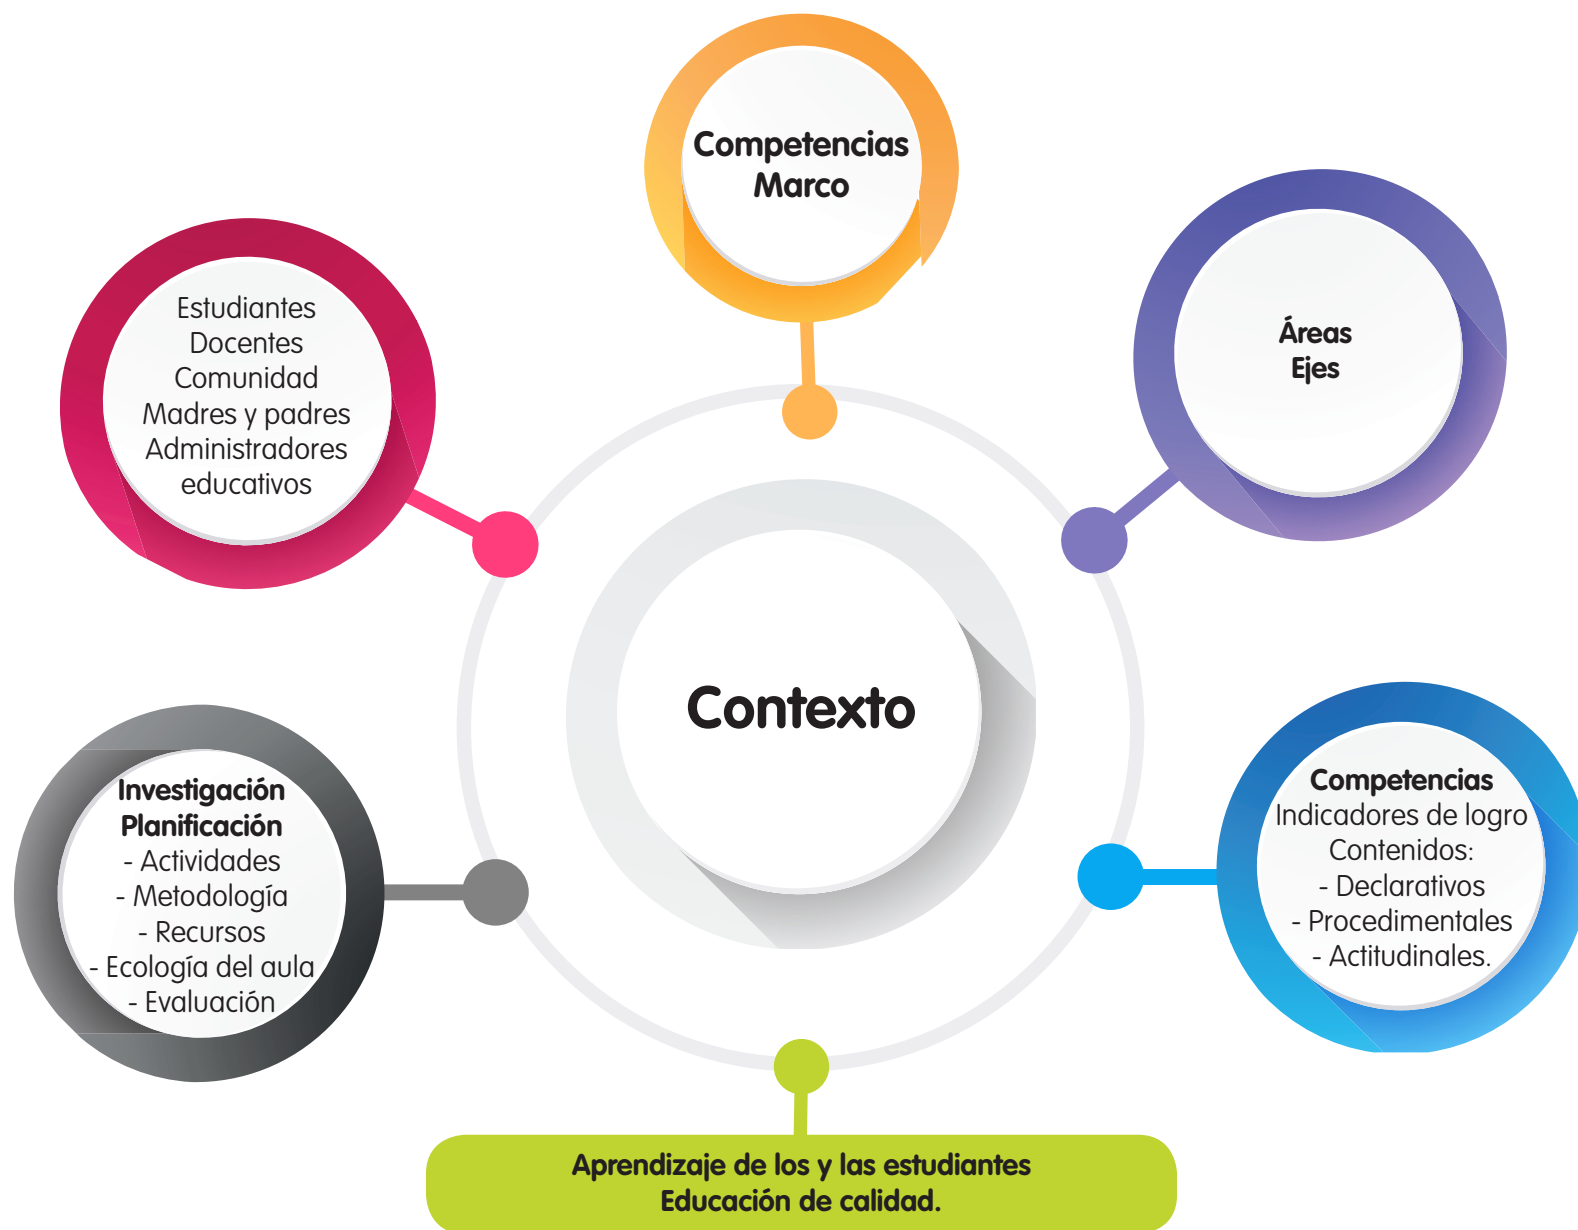 Competencias
Marco
Estudiantes
Docentes
Comunidad
Madres y padres
Administradores
educativos
Áreas
Ejes
Contexto
Investigación
Planificación
- Actividades
- Metodología
- Recursos
- Ecología del aula
- Evaluación
Competencias
Indicadores de logro
Contenidos:
- Declarativos
- Procedimentales
- Actitudinales.
Aprendizaje de los y las estudiantes
Educación de calidad.